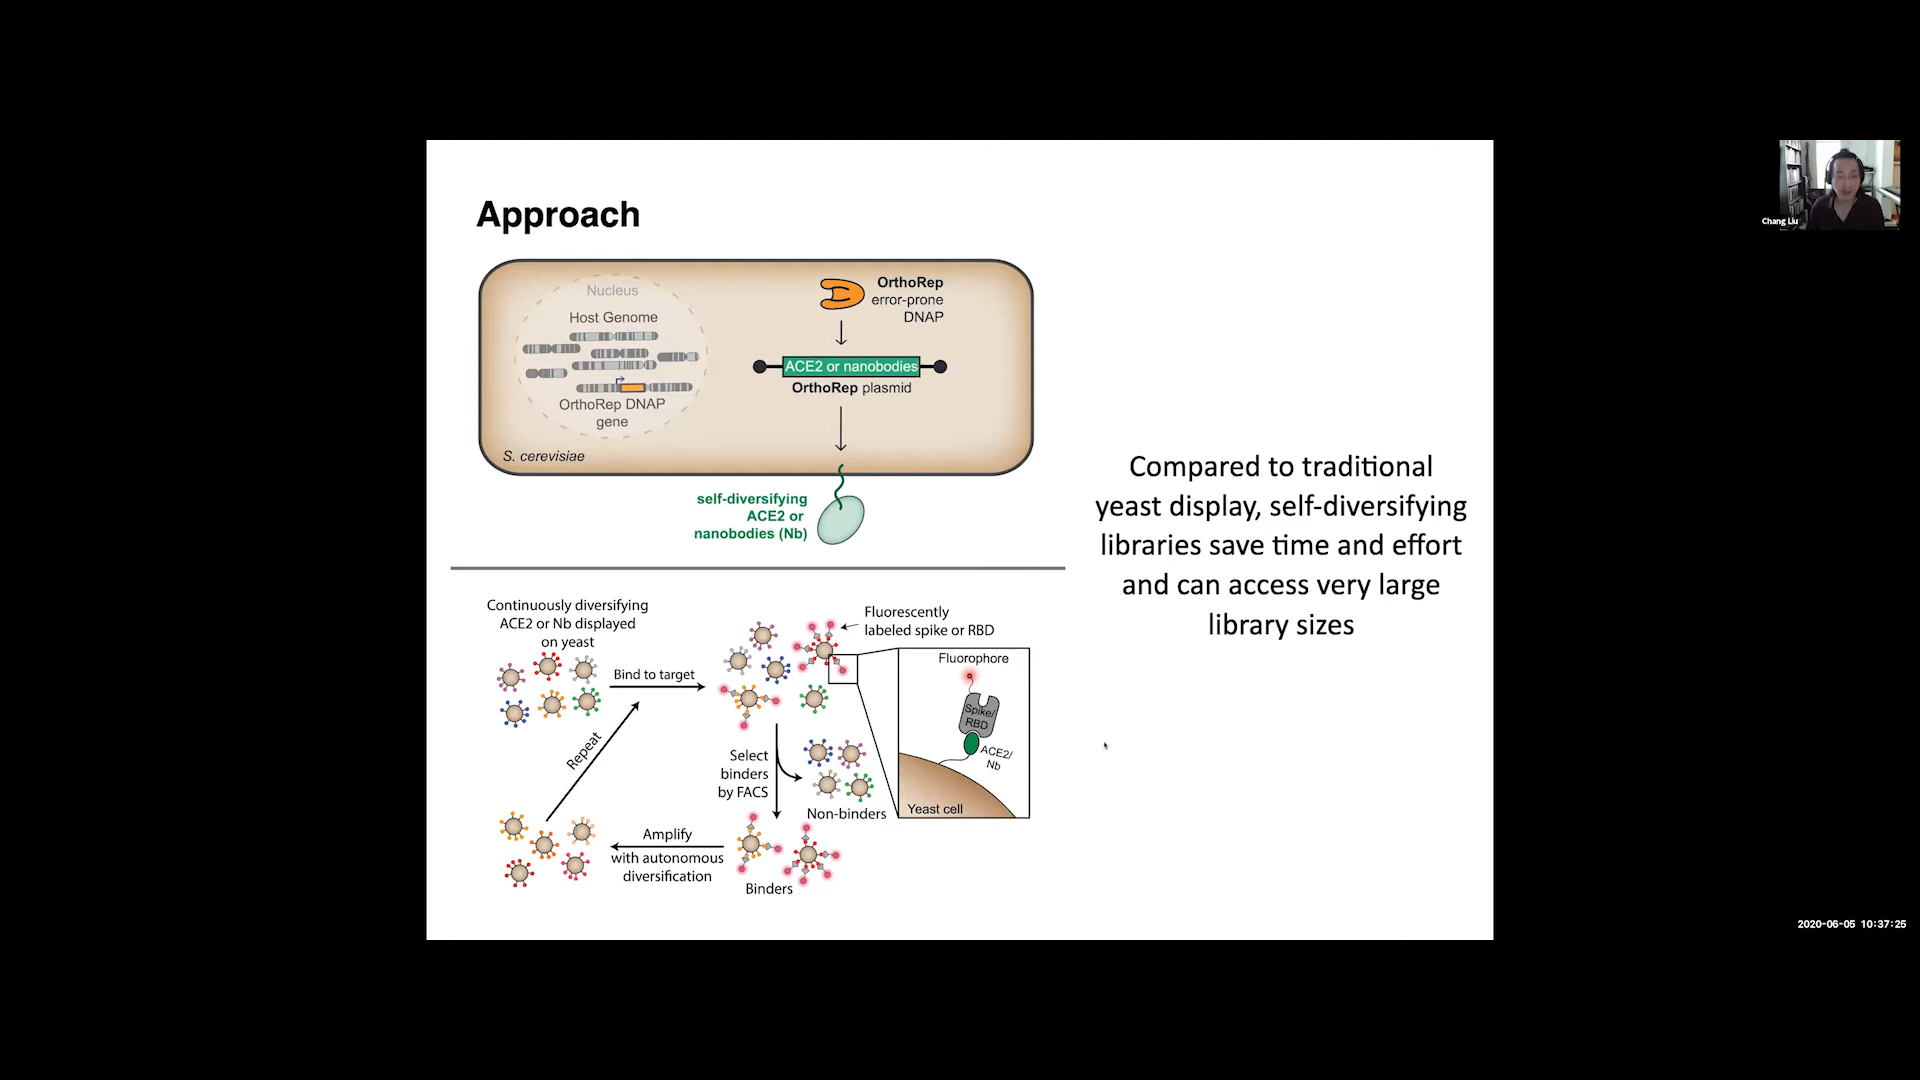 Approach
Nucleus
Host Genome
OrthoRep DNAP
gene
S. cerevisiae
OrthoRep
error-prone
DNAP
ACE2 or nanobodies
OrthoRep plasmid
self-diversifying
ACE2 or
nanobodies (Nb)
Compared to traditional
yeast display, self-diversifying
libraries save time and effort
and can access very large
library sizes
Continuously diversifying
ACE2 or Nb displayed
on yeast
Bind to target
Fluorescently
labeled spike or RBD
Fluorophore
Spike/
RBD
ACE2/
Nb
Yeast cell
Select
binders
by FACS
Non-binders
Binders
Amplify
with autonomous
diversification
Repeat
Chang Liu
2020-06-05 10:37:25